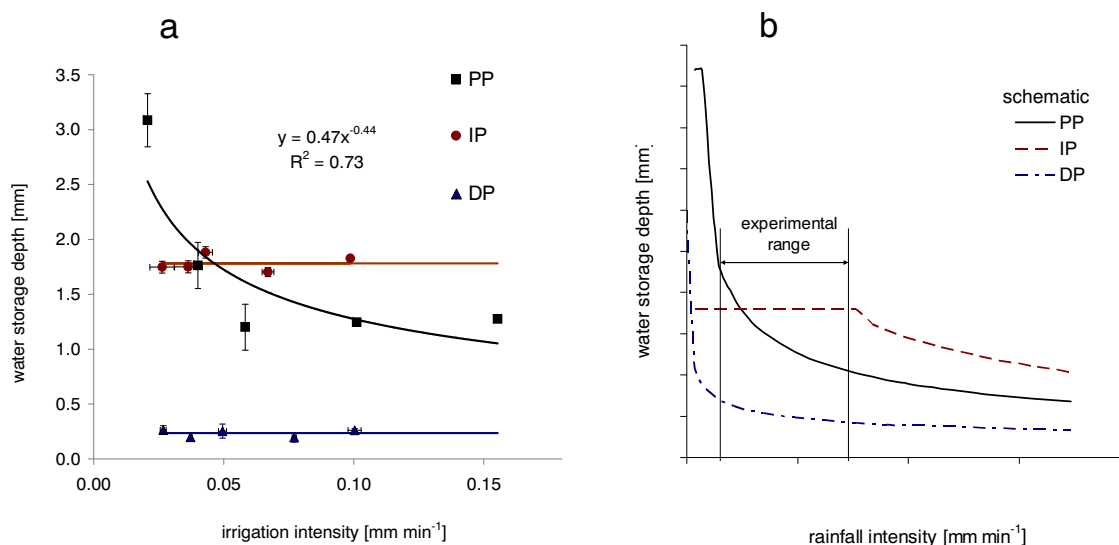 a
3.5
3.0
2.5
2.0
1.5
1.0
0.5
0.0
0.00
0.05
0.10
0.15
water storage depth [mm]
irrigation intensity [mm min⁻¹]
PP
IP
DP
y = 0.47x⁻⁰·⁴⁴
R² = 0.73
b
schematic
PP
IP
DP
experimental
range
water storage depth [mm]
rainfall intensity [mm min⁻¹]